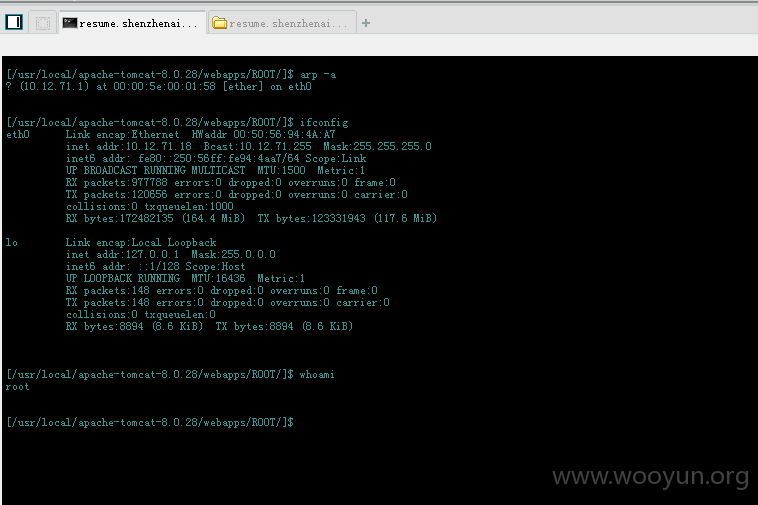 resume.shenzhenai...
resume.shenzhenai...
[/usr/local/apache-tomcat-8.0.28/webapps/ROOT/]$ arp -a
? (10.12.71.1) at 00:00:5e:00:01:58 [ether] on eth0
[/usr/local/apache-tomcat-8.0.28/webapps/ROOT/]$ ifconfig
eth0 Link encap:Ethernet HWaddr 00:50:56:94:4A:A7
inet addr:10.12.71.18 Bcast:10.12.71.255 Mask:255.255.255.0
inet6 addr: fe80::250:56ff:fe94:4aa7/64 Scope:Link
UP BROADCAST RUNNING MULTICAST MTU:1500 Metric:1
RX packets:977788 errors:0 dropped:0 overruns:0 frame:0
TX packets:120656 errors:0 dropped:0 overruns:0 carrier:0
collisions:0 txqueuelen:1000
RX bytes:172482135 (164.4 MiB) TX bytes:123331943 (117.6 MiB)
lo Link encap:Local Loopback
inet addr:127.0.0.1 Mask:255.0.0.0
inet6 addr: ::1/128 Scope:Host
UP LOOPBACK RUNNING MTU:16436 Metric:1
RX packets:148 errors:0 dropped:0 overruns:0 frame:0
TX packets:148 errors:0 dropped:0 overruns:0 carrier:0
collisions:0 txqueuelen:0
RX bytes:8894 (8.6 KiB) TX bytes:8894 (8.6 KiB)
[/usr/local/apache-tomcat-8.0.28/webapps/ROOT/]$ whoami
root
[/usr/local/apache-tomcat-8.0.28/webapps/ROOT/]$
www.wooyun.org